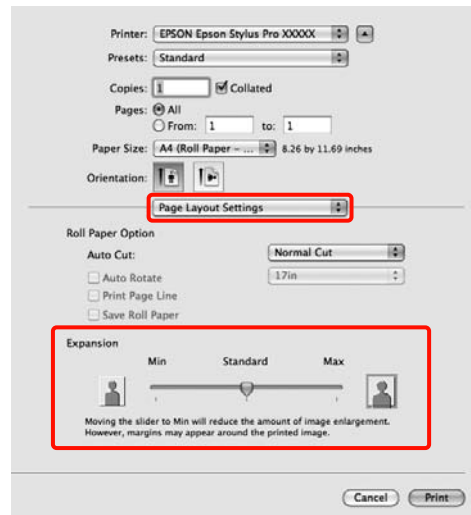 Printer: EPSON Epson Stylus Pro XXXXX
Presets: Standard
Copies: 1 Collated
Pages: All
From: 1 to: 1
Paper Size: A4 (Roll Paper – ... 8.26 by 11.69 inches
Orientation:
Page Layout Settings
Roll Paper Option
Auto Cut: Normal Cut
Auto Rotate 17in
Print Page Line
Save Roll Paper
Expansion
Min Standard Max
Moving the slider to Min will reduce the amount of image enlargement.
However, margins may appear around the printed image.
Cancel Print